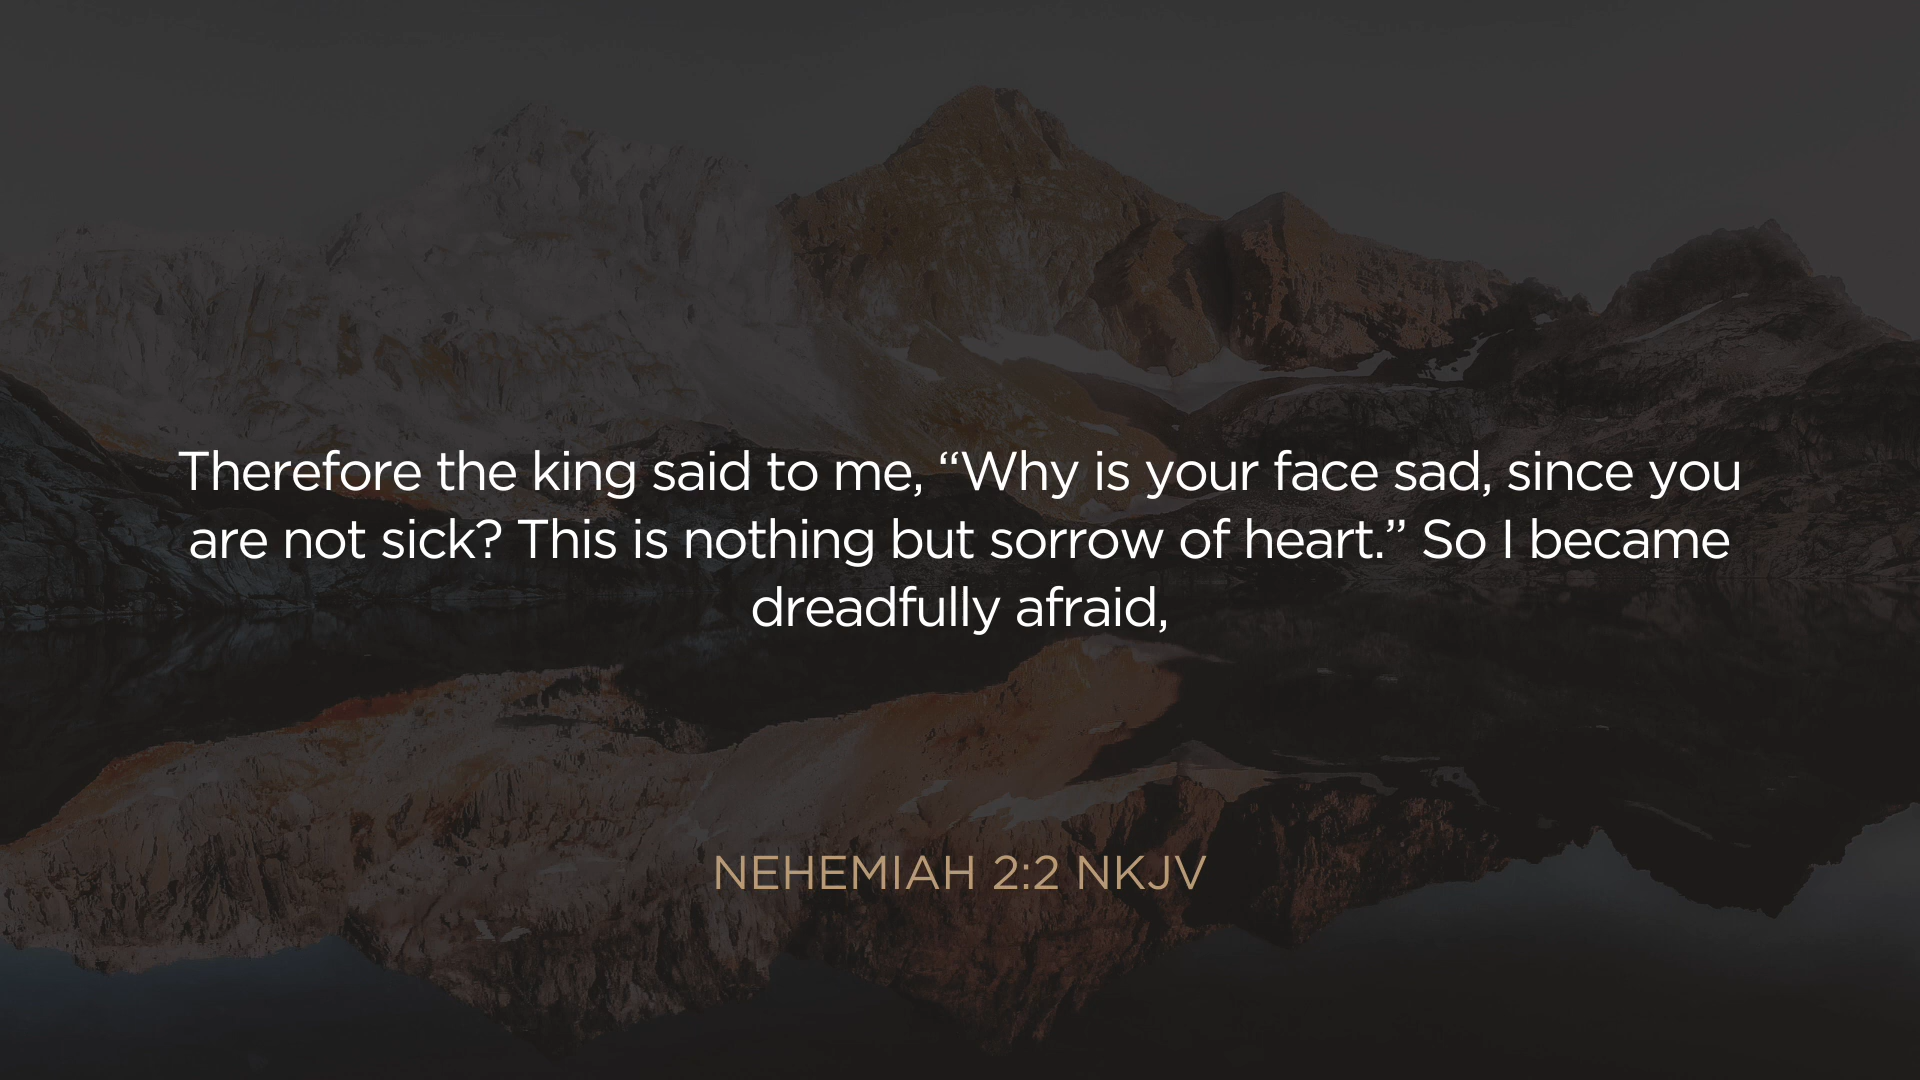 Therefore the king said to me, “Why is your face sad, since you
are not sick? This is nothing but sorrow of heart.” So I became
dreadfully afraid,
NEHEMIAH 2:2 NKJV